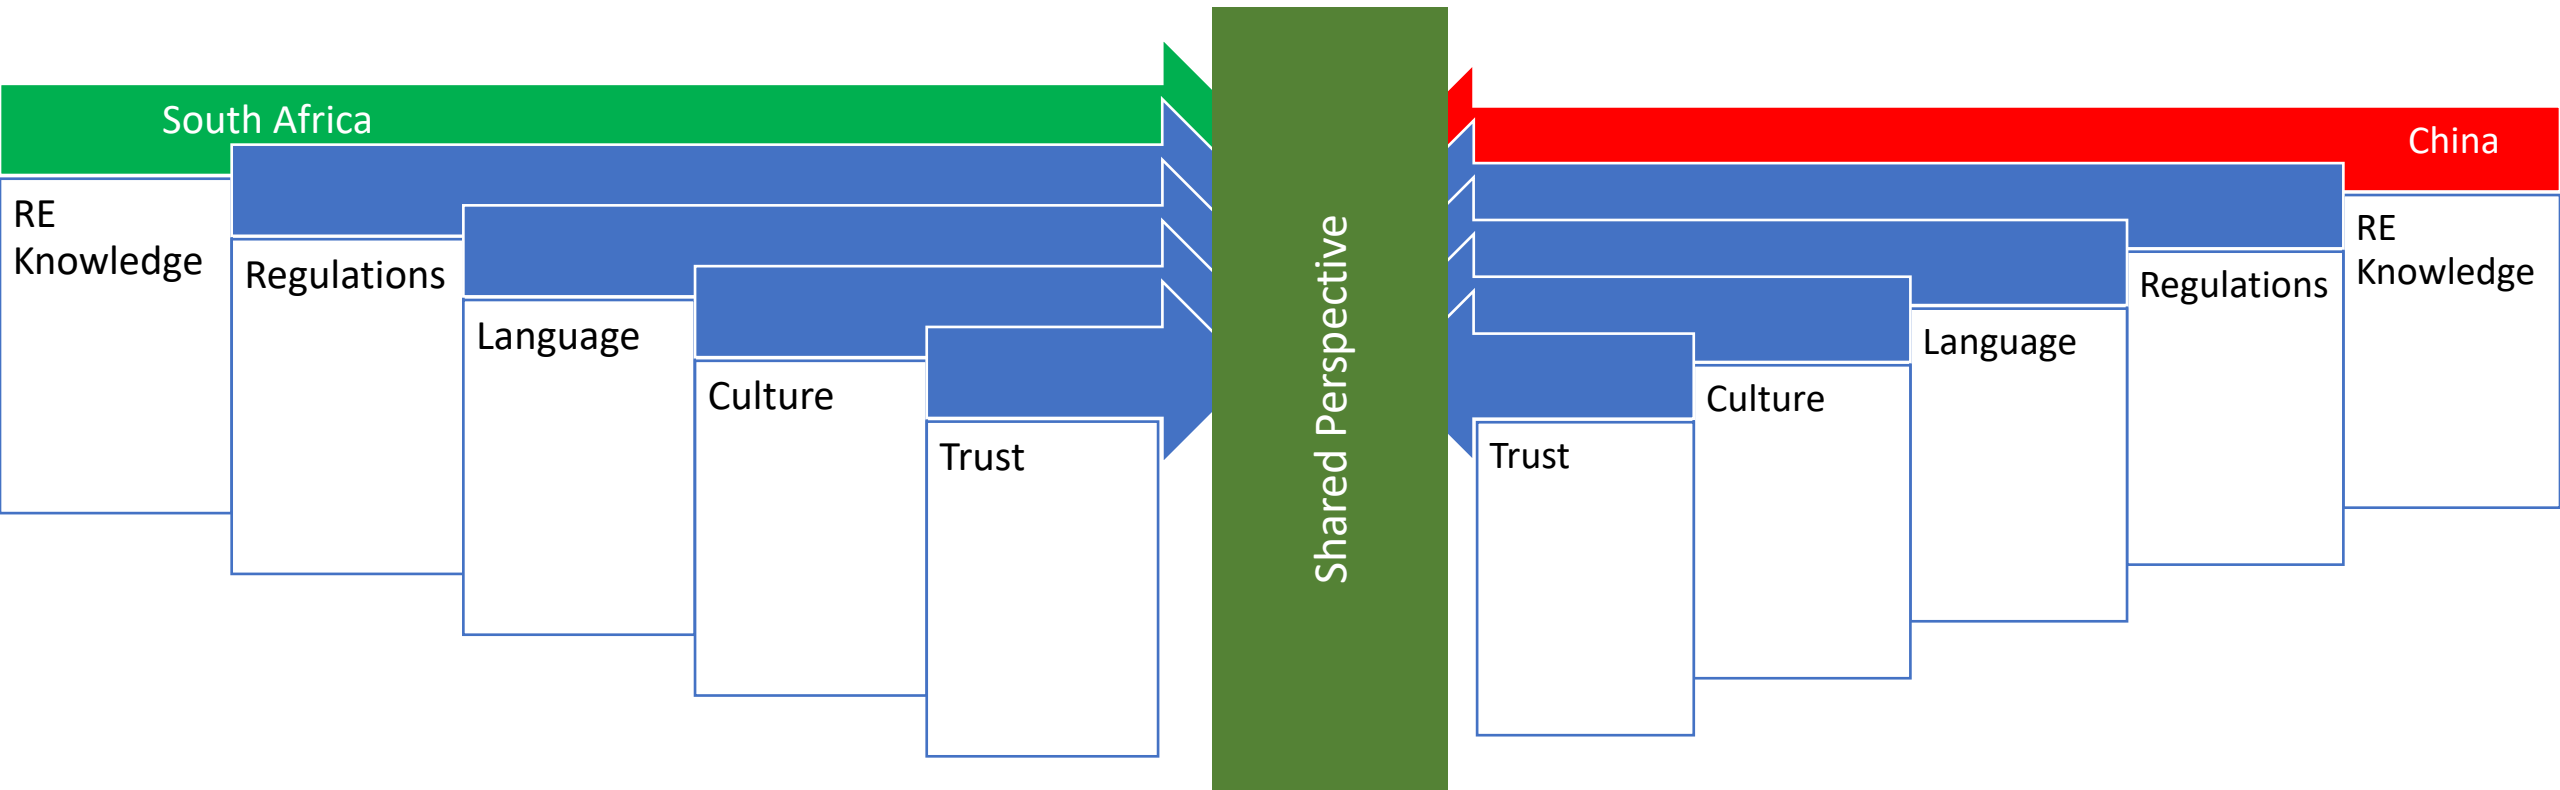 South Africa
RE
Knowledge
Regulations
Language
Culture
Trust
Shared Perspective
China
Trust
Culture
Language
Regulations
RE
Knowledge